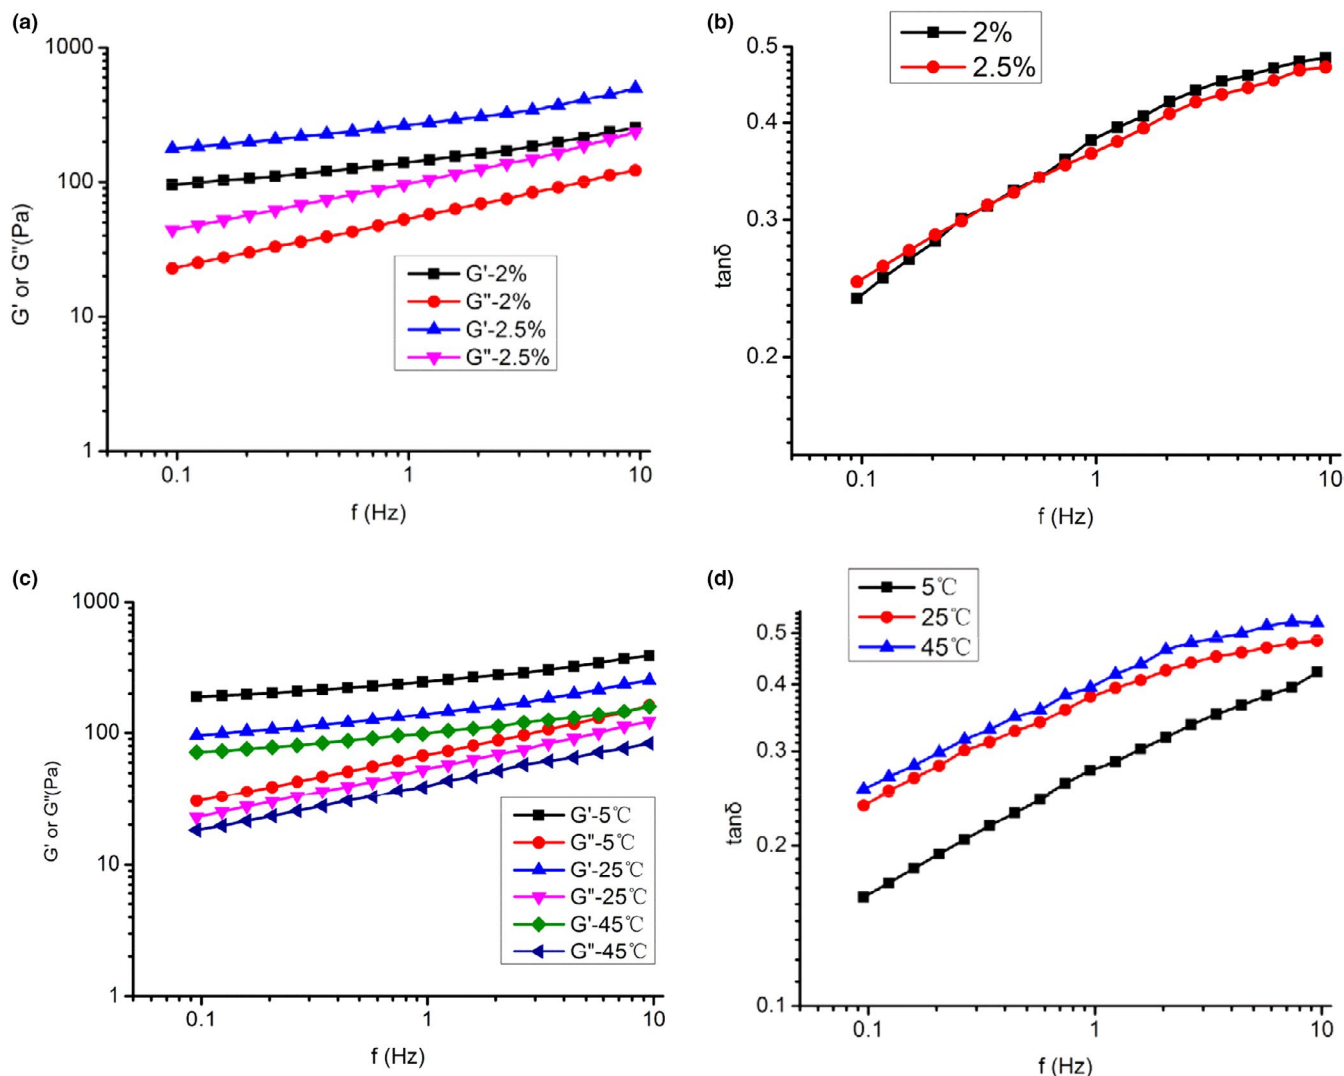 (a)
1000
100
10
1
G' or G"(Pa)
G'-2%
G"-2%
G'-2.5%
G"-2.5%
0.1
1
10
f (Hz)
(b)
2%
2.5%
0.5
0.4
0.3
0.2
tanδ
0.1
1
10
f (Hz)
(c)
1000
100
10
1
G' or G"(Pa)
G'-5℃
G"-5℃
G'-25℃
G"-25℃
G'-45℃
G"-45℃
0.1
1
10
f (Hz)
(d)
5℃
25℃
45℃
0.5
0.4
0.3
0.2
0.1
tanδ
0.1
1
10
f (Hz)